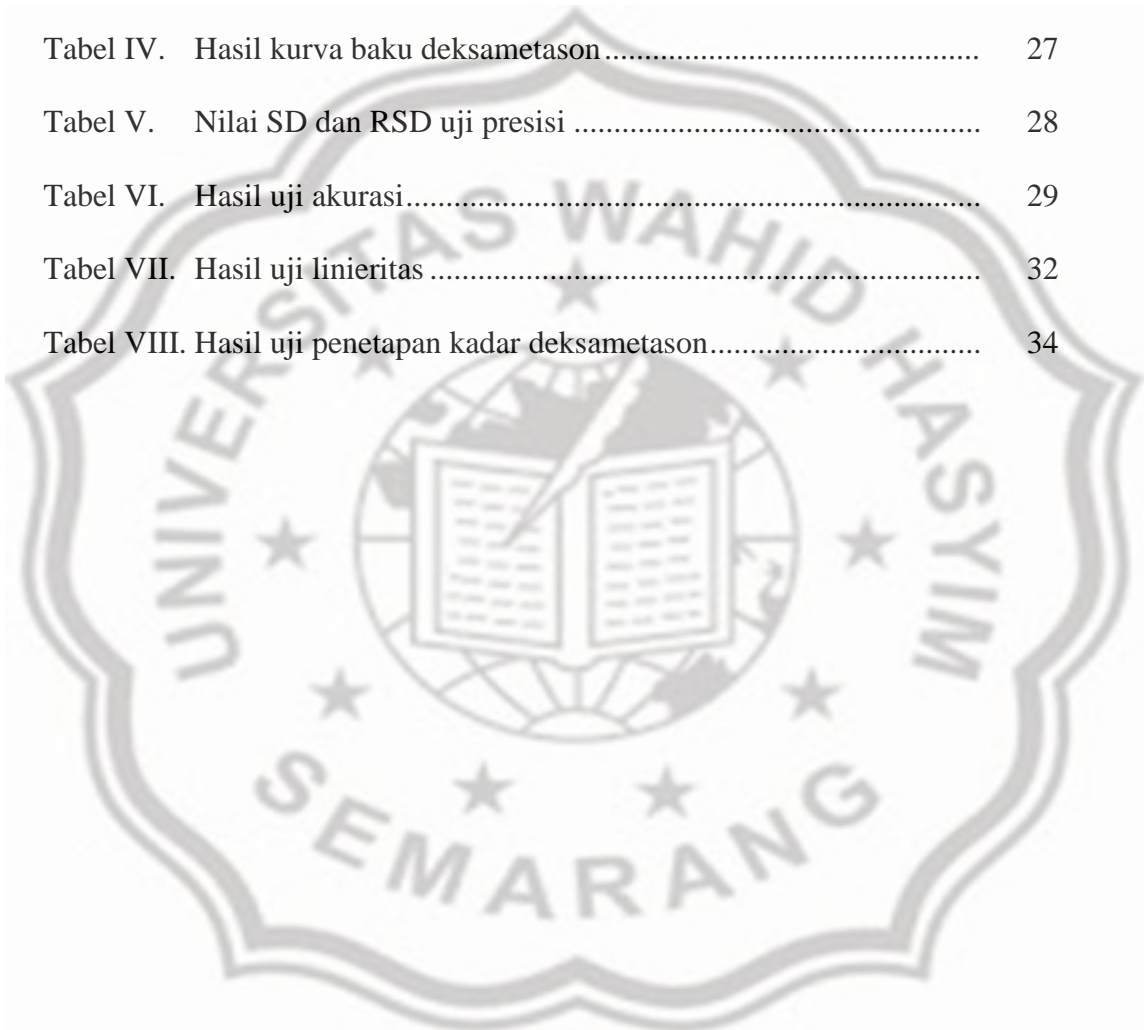 Tabel IV. Hasil kurva baku deksametason............................................... 27
Tabel V. Nilai SD dan RSD uji presisi ................................................... 28
Tabel VI. Hasil uji akurasi........................................................................ 29
Tabel VII. Hasil uji linieritas ..................................................................... 32
Tabel VIII. Hasil uji penetapan kadar deksametason.................................. 34
UNIVERSITAS WAHID HASYIM
SEMARANG